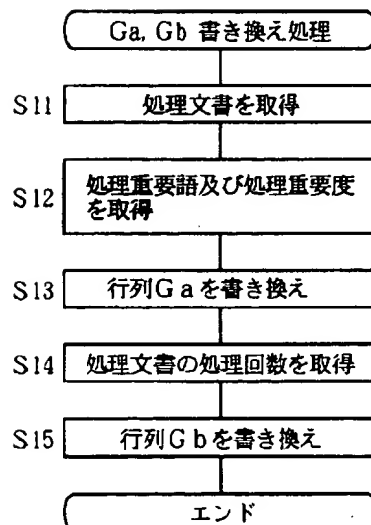 Ga, Gb 書き換え処理
S11 処理文書を取得
S12 処理重要語及び処理重要度
を取得
S13 行列Gaを書き換え
S14 処理文書の処理回数を取得
S15 行列Gbを書き換え
エンド